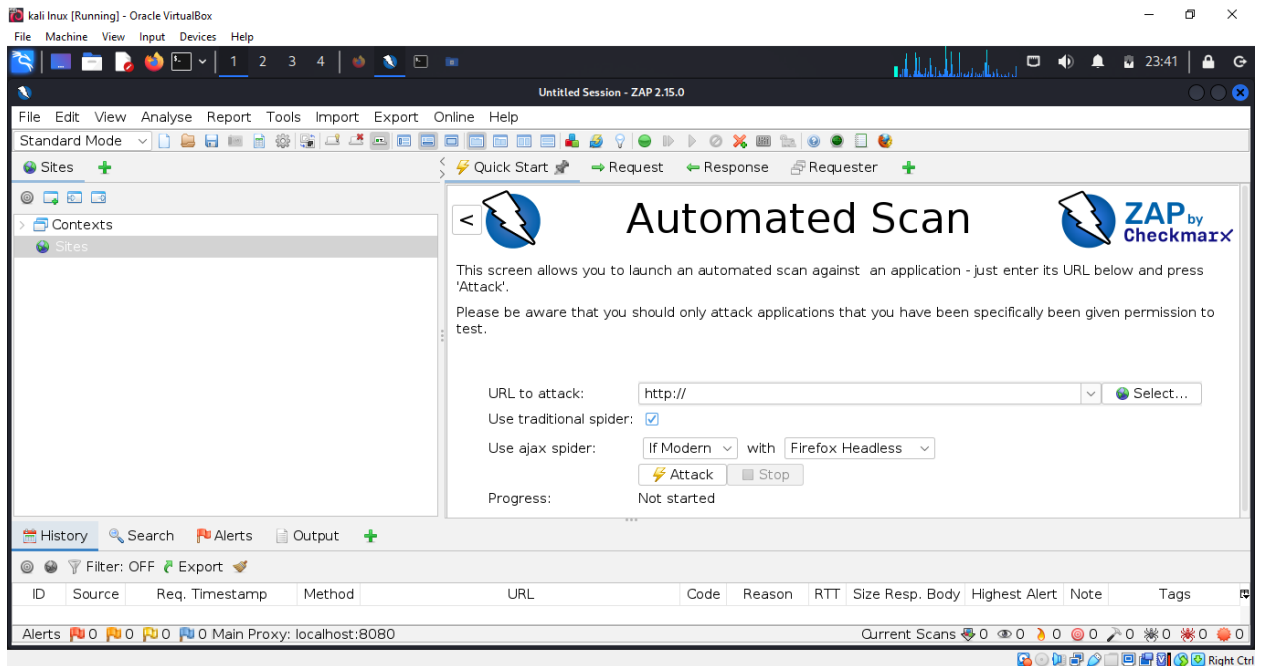 kali lnux [Running] - Oracle VirtualBox
File Machine View Input Devices Help
1 2 3 4 23:41
Untitled Session - ZAP 2.15.0
File Edit View Analyse Report Tools Import Export Online Help
Standard Mode
Sites
Quick Start Request Response Requester
Contexts
Sites
< Automated Scan ZAP by Checkmarx
This screen allows you to launch an automated scan against an application - just enter its URL below and press
'Attack'.
Please be aware that you should only attack applications that you have been specifically been given permission to
test.
URL to attack: http:// Select...
Use traditional spider:
Use ajax spider: If Modern with Firefox Headless
Attack Stop
Progress: Not started
History Search Alerts Output
Filter: OFF Export
ID Source Req. Timestamp Method URL Code Reason RTT Size Resp. Body Highest Alert Note Tags
Alerts 0 0 0 0 Main Proxy: localhost:8080 Current Scans 0 0 0 0 0 0 0 0
Right Ctrl